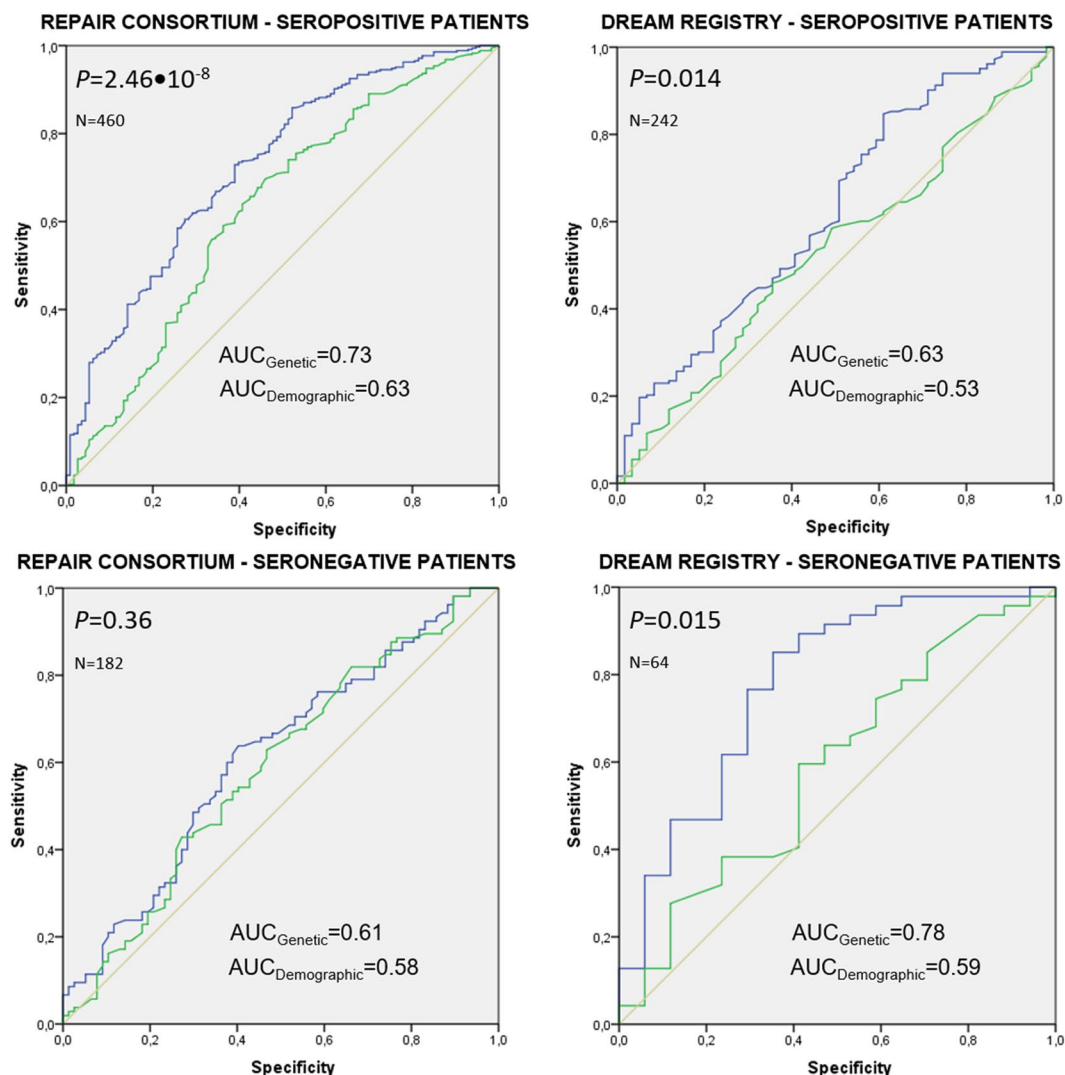 REPAIR CONSORTIUM - SEROPOSITIVE PATIENTS
P=2.46•10-8
N=460
AUCGenetic=0.73
AUCDemographic=0.63
Sensitivity
1,0
0,8
0,6
0,4
0,2
0,0
0,0 0,2 0,4 0,6 0,8 1,0
Specificity
DREAM REGISTRY - SEROPOSITIVE PATIENTS
P=0.014
N=242
AUCGenetic=0.63
AUCDemographic=0.53
Sensitivity
1,0
0,8
0,6
0,4
0,2
0,0
0,0 0,2 0,4 0,6 0,8 1,0
Specificity
REPAIR CONSORTIUM - SERONEGATIVE PATIENTS
P=0.36
N=182
AUCGenetic=0.61
AUCDemographic=0.58
Sensitivity
1,0
0,8
0,6
0,4
0,2
0,0
0,0 0,2 0,4 0,6 0,8 1,0
Specificity
DREAM REGISTRY - SERONEGATIVE PATIENTS
P=0.015
N=64
AUCGenetic=0.78
AUCDemographic=0.59
Sensitivity
1,0
0,8
0,6
0,4
0,2
0,0
0,0 0,2 0,4 0,6 0,8 1,0
Specificity